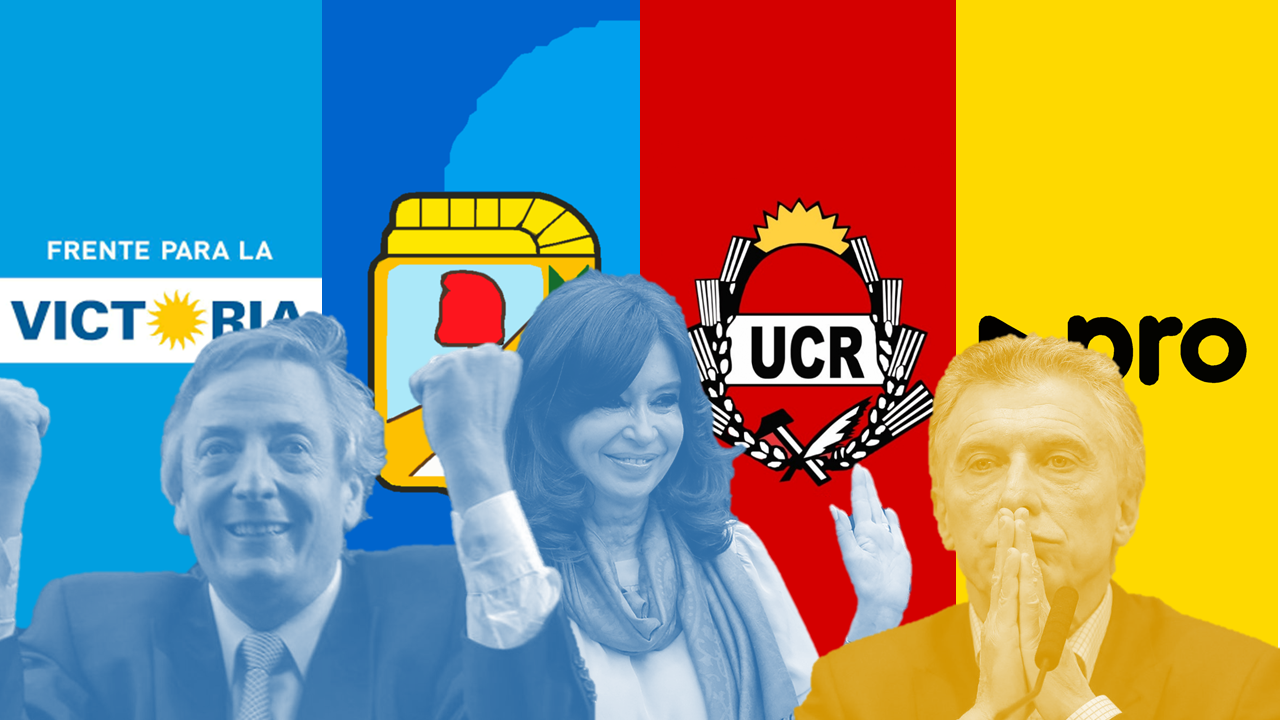 FRENTE PARA LA
VICTORIA
UCR
pro